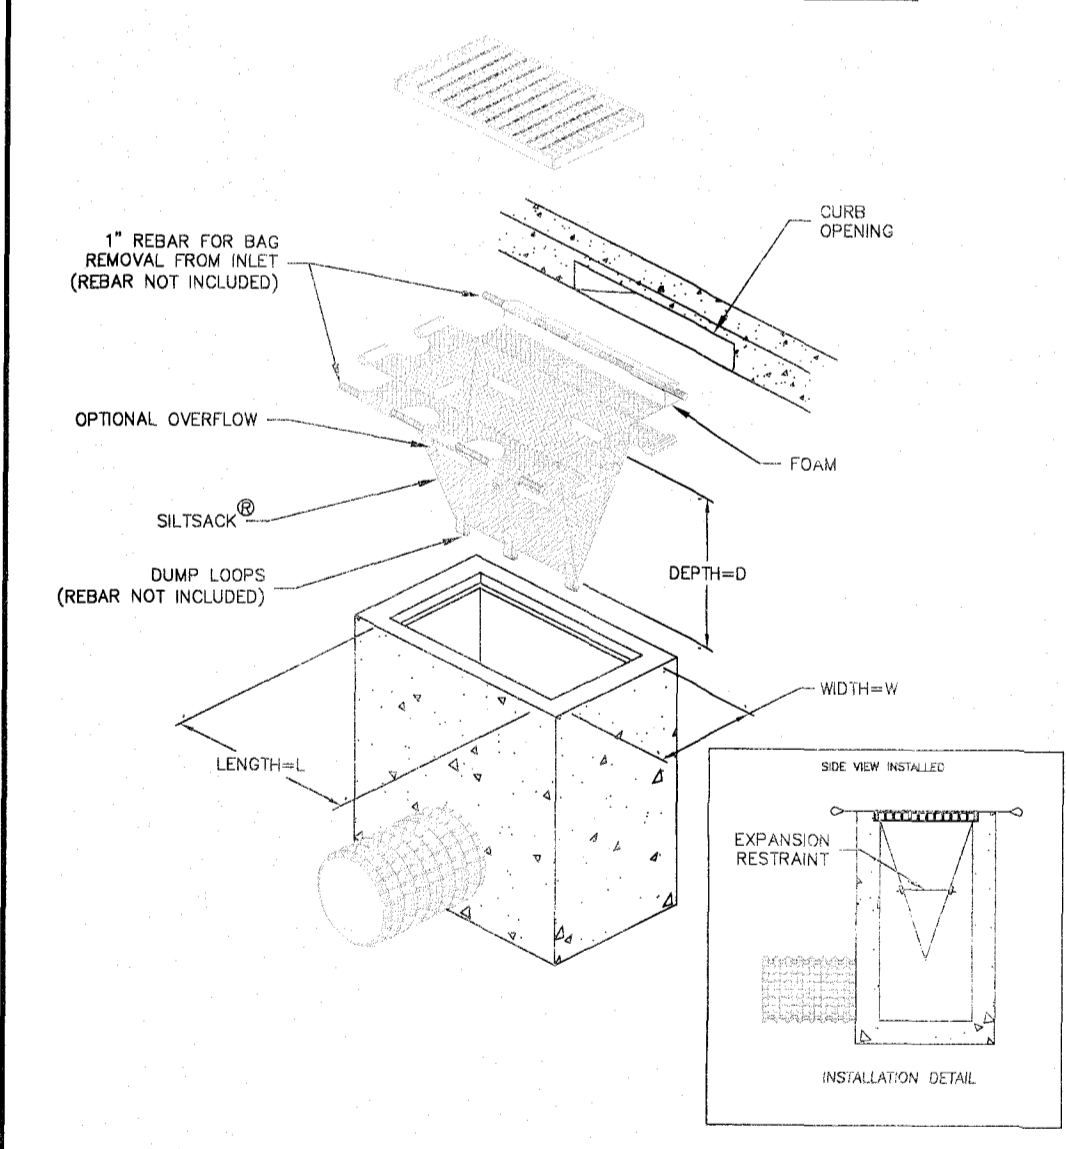 CURB
OPENING
1" REBAR FOR BAG
REMOVAL FROM INLET
(REBAR NOT INCLUDED)
OPTIONAL OVERFLOW
FOAM
SILTSACK®
DUMP LOOPS
(REBAR NOT INCLUDED)
DEPTH=D
WIDTH=W
LENGTH=L
SIDE VIEW INSTALLED
EXPANSION
RESTRAINT
INSTALLATION DETAIL